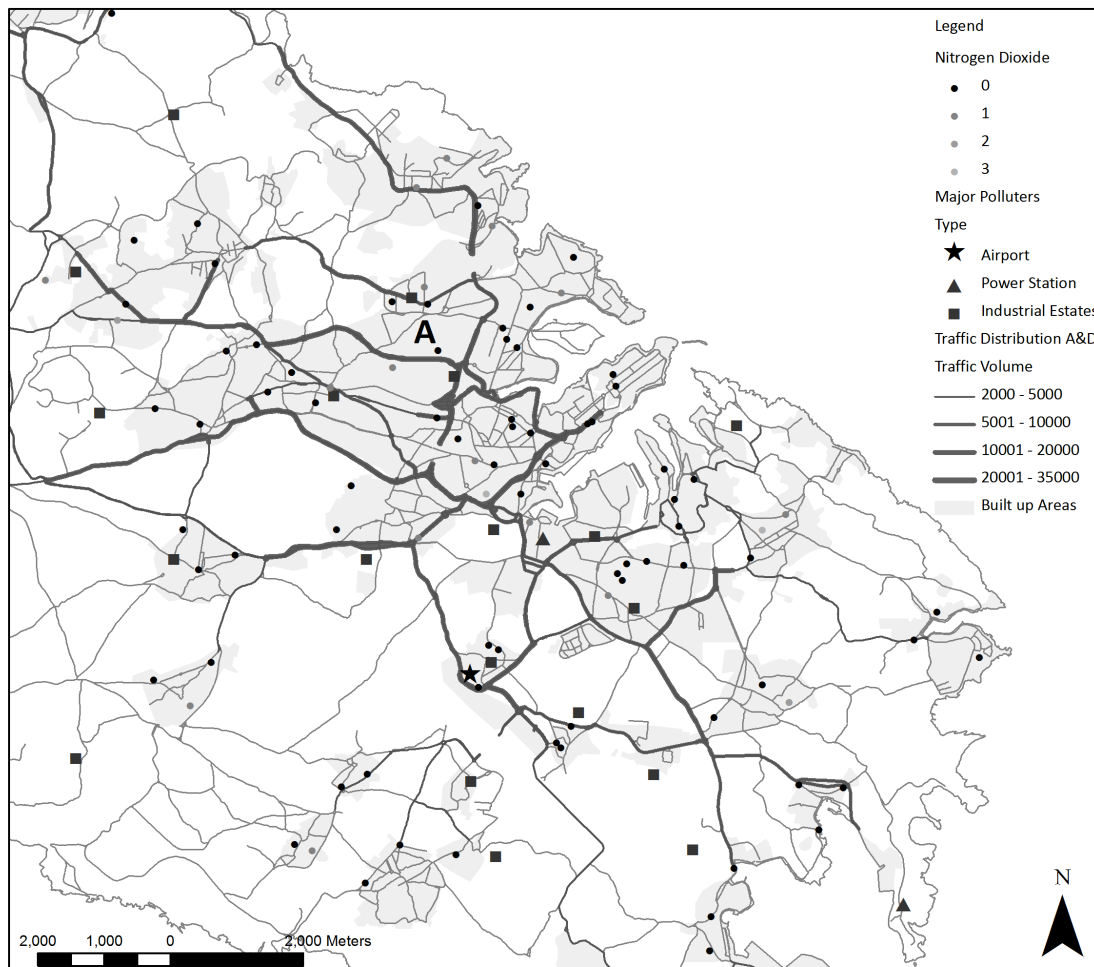 Legend
Nitrogen Dioxide
0
1
2
3
Major Polluters
Type
Airport
Power Station
Industrial Estates
Traffic Distribution A&D
Traffic Volume
2000 - 5000
5001 - 10000
10001 - 20000
20001 - 35000
Built up Areas
A
N
2,000 1,000 0 2,000 Meters